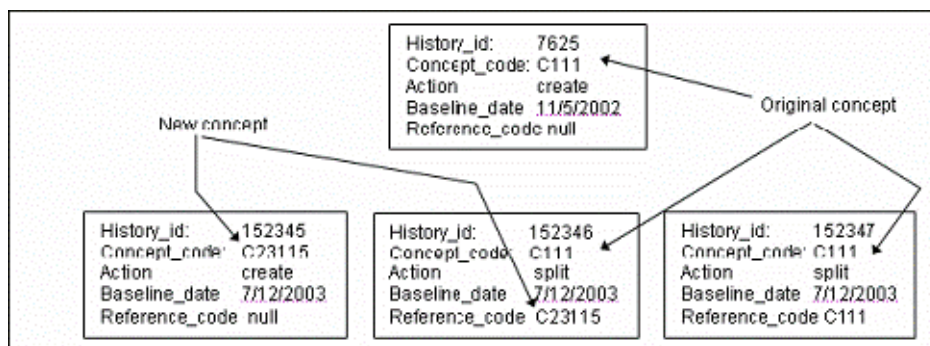 History_id: 7625
Concept_code: C111
Action create
Baseline_date 11/5/2002
Reference_code null
Original concept
New concept
History_id: 152345
Concept_code: C23115
Action create
Baseline_date 7/12/2003
Reference_code null
History_id: 152346
Concept_code: C111
Action split
Baseline_date 7/12/2003
Reference_code C23115
History_id: 152347
Concept_code: C111
Action split
Baseline_date 7/12/2003
Reference_code C111